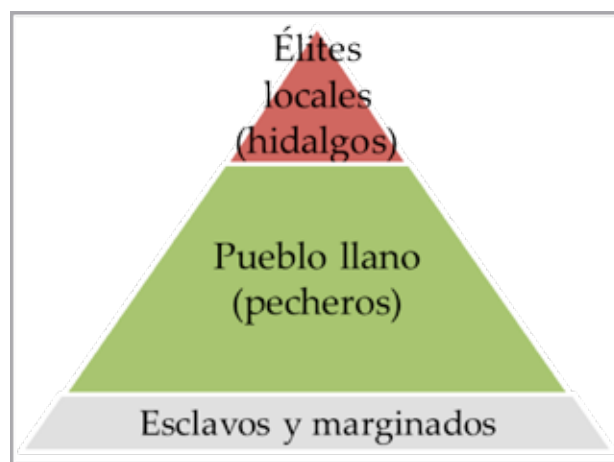 Élites
locales
(hidalgos)
Pueblo llano
(pecheros)
Esclavos y marginados